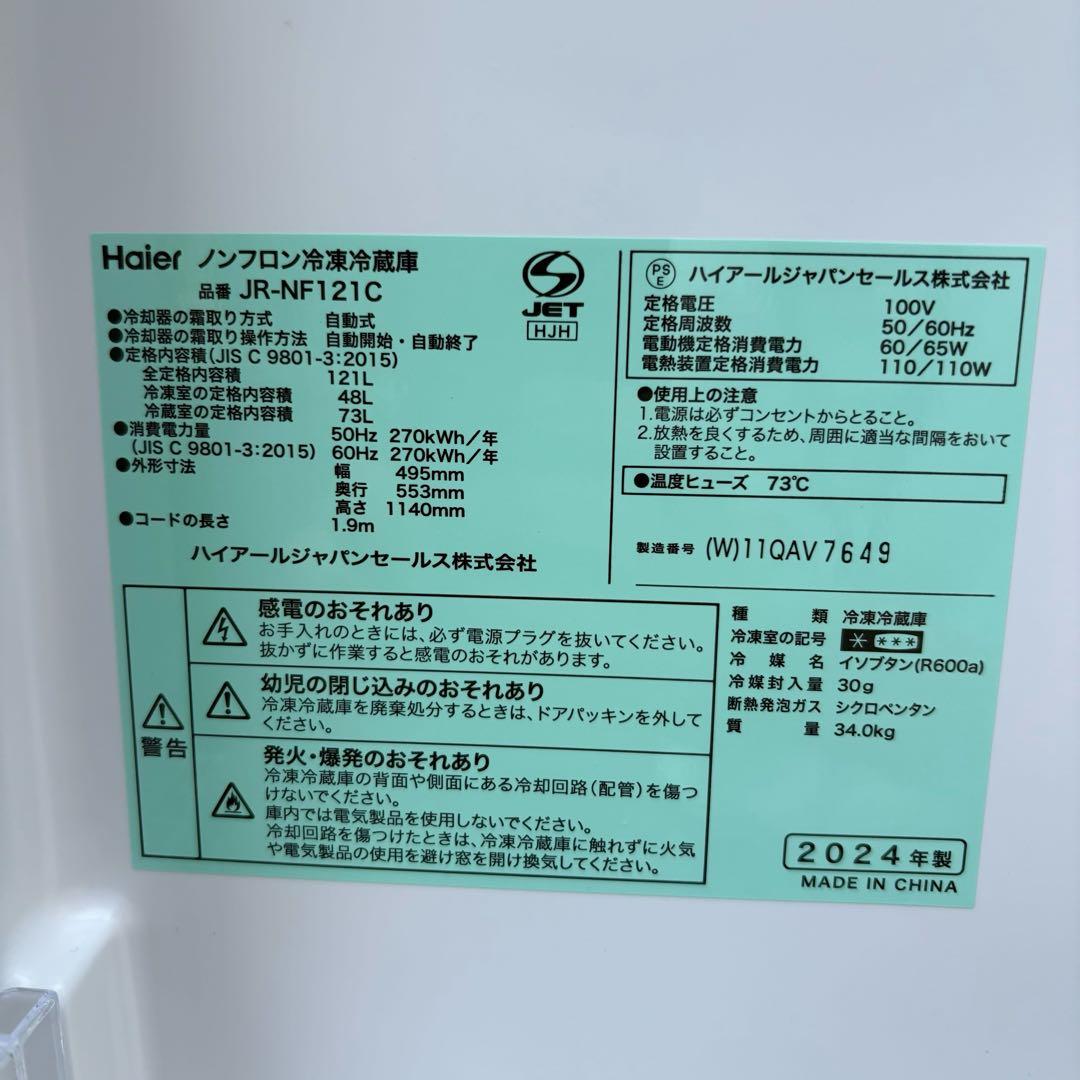 Haier ノンフロン冷凍冷蔵庫
品番 JR-NF121C
●冷却器の霜取り方式 自動式
●冷却器の霜取り操作方法 自動開始・自動終了
●定格内容積(JIS C 9801-3:2015)
全定格内容積 121L
冷凍室の定格内容積 48L
冷蔵室の定格内容積 73L
●消費電力量 50Hz 270kWh/年
(JIS C 9801-3:2015) 60Hz 270kWh/年
●外形寸法 幅 495mm
奥行 553mm
高さ 1140mm
●コードの長さ 1.9m
ハイアールジャパンセールス株式会社
JET
HJH
PS
E
ハイアールジャパンセールス株式会社
定格電圧 100V
定格周波数 50/60Hz
電動機定格消費電力 60/65W
電熱装置定格消費電力 110/110W
●使用上の注意
1.電源は必ずコンセントからとること。
2.放熱を良くするため、周囲に適当な間隔をおいて
設置すること。
●温度ヒューズ 73℃
製造番号 (W)11QAV7649
警告
感電のおそれあり
お手入れのときには、必ず電源プラグを抜いてください。
抜かずに作業すると感電のおそれがあります。
幼児の閉じ込みのおそれあり
冷凍冷蔵庫を廃棄処分するときは、ドアパッキンを外して
ください。
発火・爆発のおそれあり
冷凍冷蔵庫の背面や側面にある冷却回路(配管)を傷つ
けないでください。
庫内では電気製品を使用しないでください。
冷却回路を傷つけたときは、冷凍冷蔵庫に触れずに火気
や電気製品の使用を避け窓を開け換気してください。
種類 冷凍冷蔵庫
冷凍室の記号
冷媒名 イソブタン(R600a)
冷媒封入量 30g
断熱発泡ガス シクロペンタン
質量 34.0kg
2024年製
MADE IN CHINA